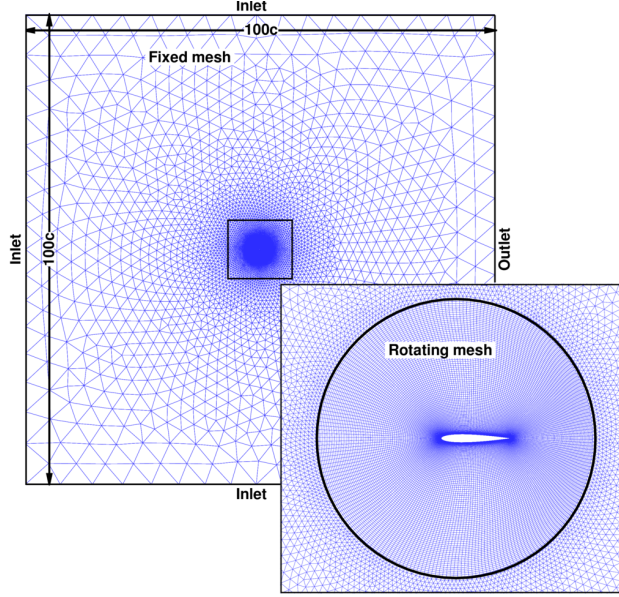 Inlet
100c
Fixed mesh
Inlet
100c
Outlet
Rotating mesh
Inlet